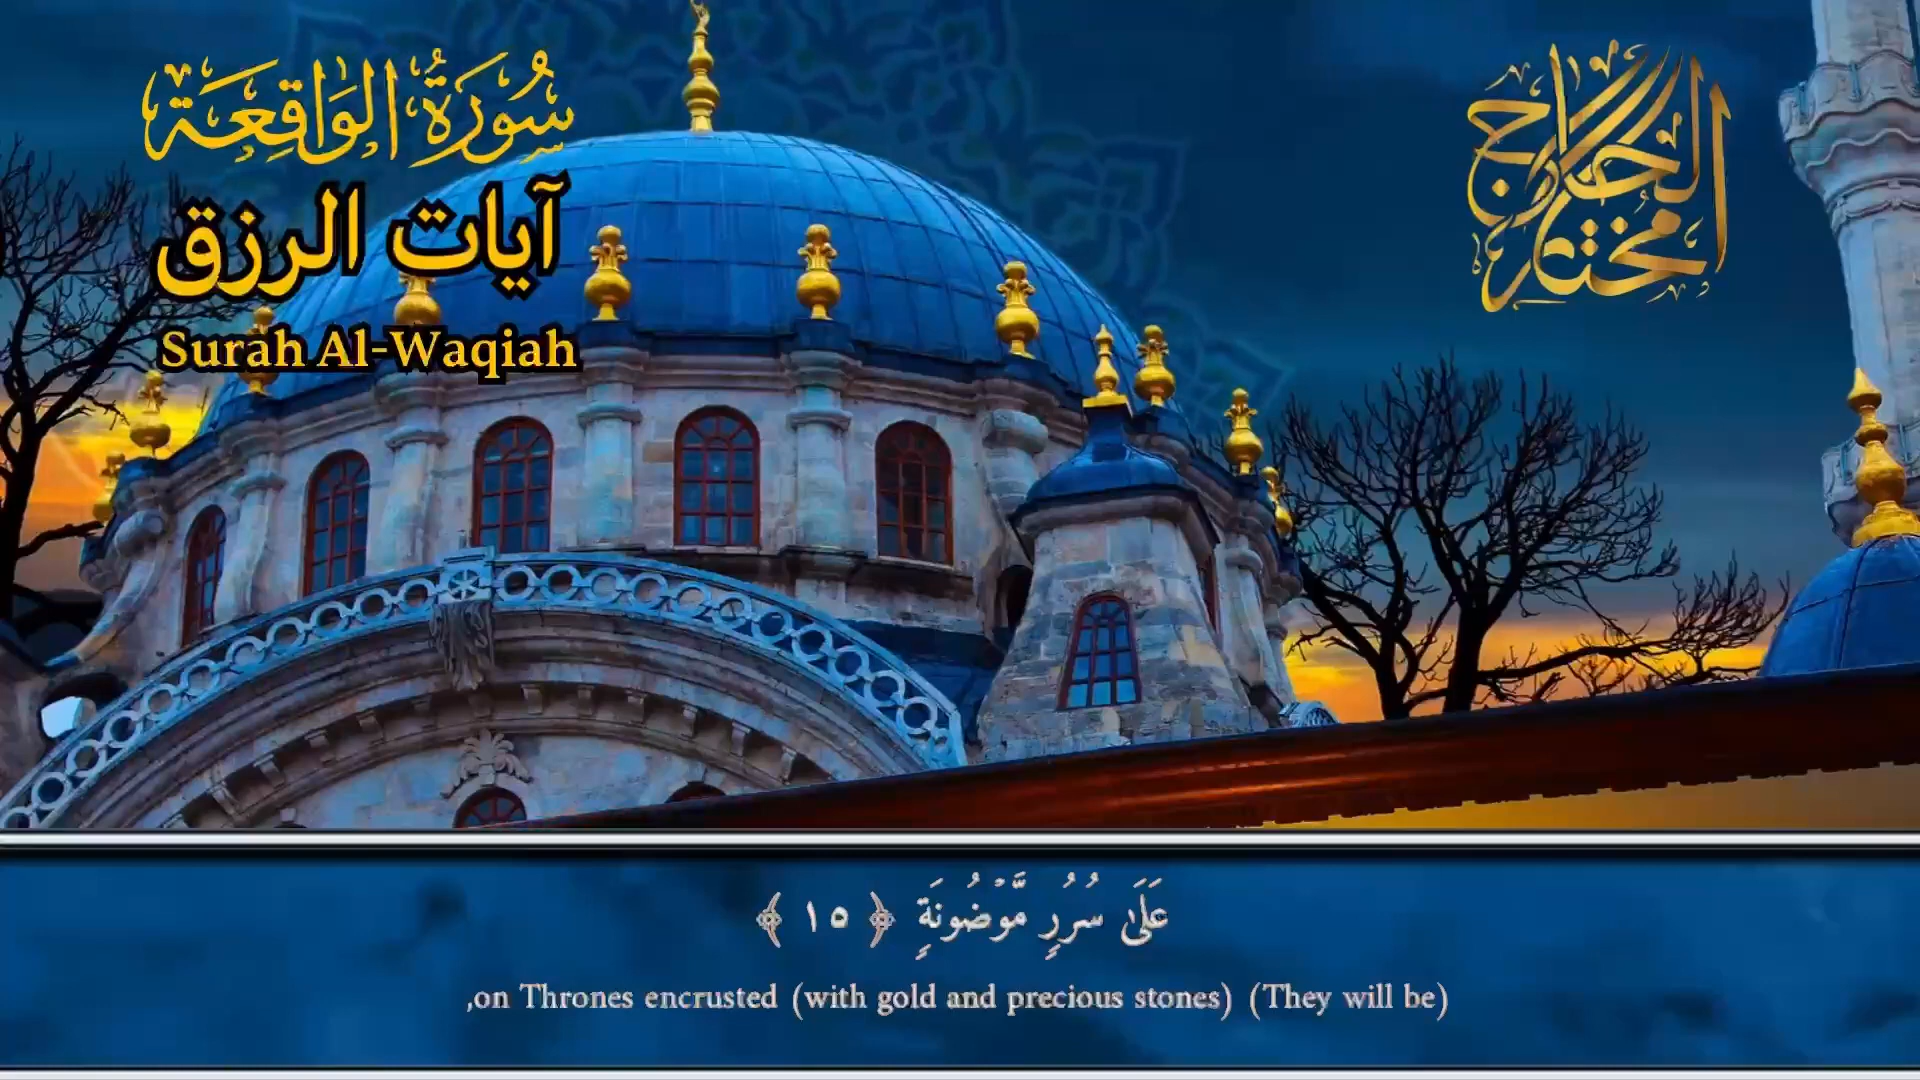 سُورَةُ الوَاقِعَة
آيات الرزق
Surah Al-Waqiah
الحاج
مختار
عَلَىٰ سُرُرٍ مَّوْضُونَةٍ ﴿ ١٥ ﴾
,on Thrones encrusted (with gold and precious stones) (They will be)